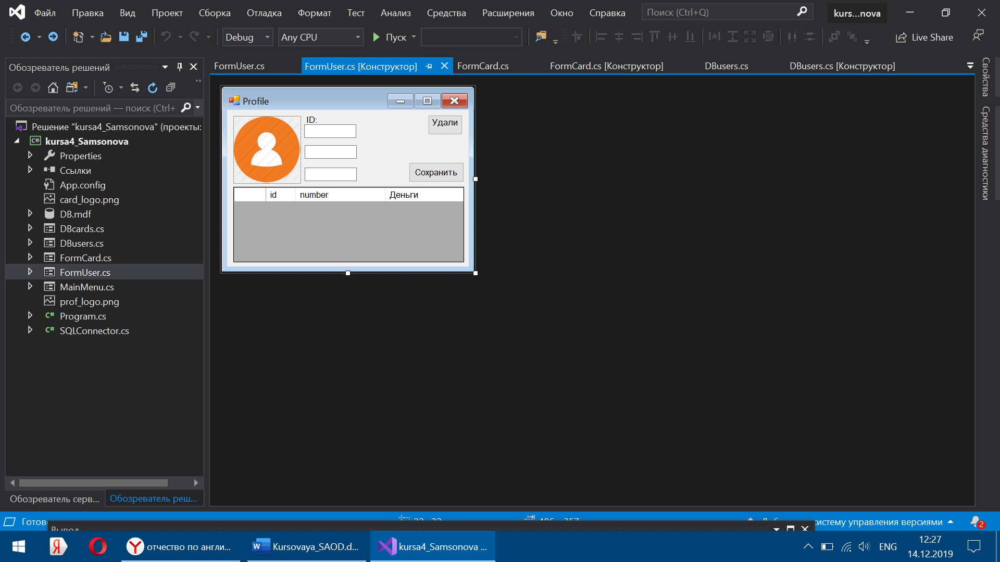 Файл Правка Вид Проект Сборка Отладка Формат Тест Анализ Средства Расширения Окно Справка Поиск (Ctrl+Q) kurs...nova
Debug Any CPU Пуск Live Share
Обозреватель решений
FormUser.cs FormUser.cs [Конструктор] FormCard.cs FormCard.cs [Конструктор] DBusers.cs DBusers.cs [Конструктор]
Обозреватель решений — поиск (Ctrl+
Решение "kursa4_Samsonova" (проекты:
C# kursa4_Samsonova
Properties
Ссылки
App.config
card_logo.png
DB.mdf
DBcards.cs
DBusers.cs
FormCard.cs
FormUser.cs
MainMenu.cs
prof_logo.png
C# Program.cs
C# SQLConnector.cs
Обозреватель серв... Обозреватель реш...
Profile
ID:
Удали
Сохранить
id number Деньги
Свойства
Средства диагностики
систему управления версиями 2
Вывод
Я отчество по англи... Kursovaya_SAOD.d... kursa4_Samsonova ...
ENG
12:27
14.12.2019